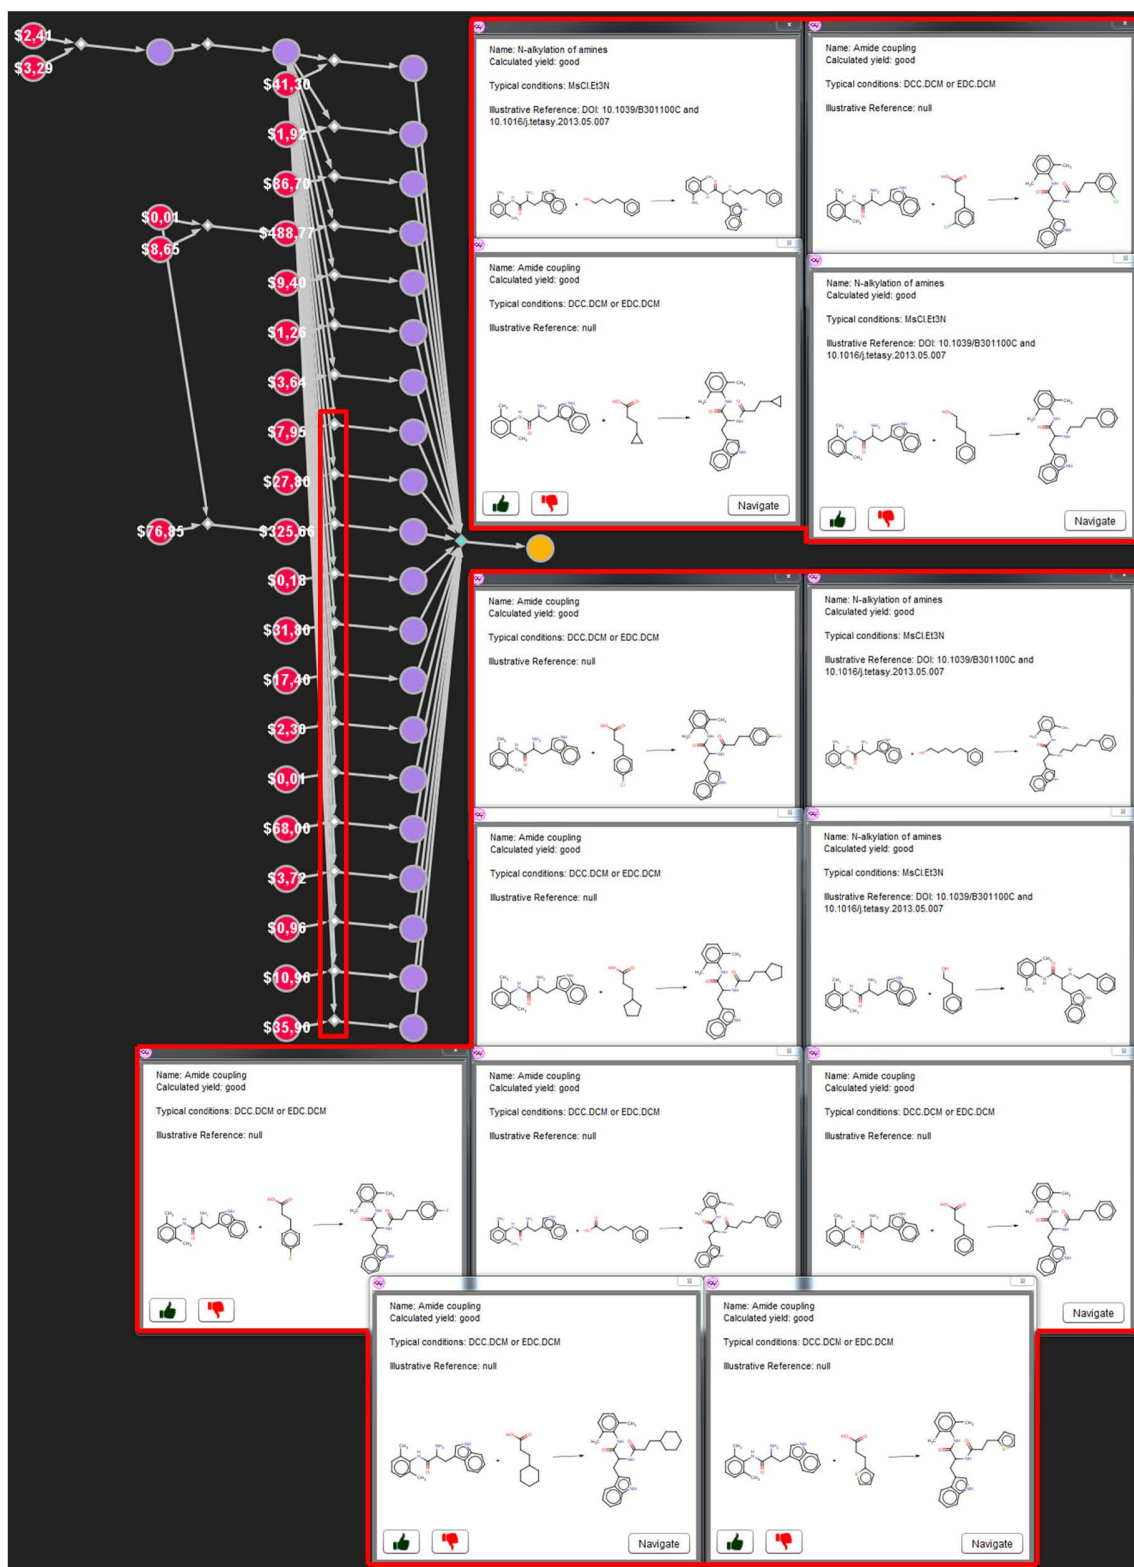 $2,41
$3,29
$41,30
$1,92
$86,70
$0,01
$8,65
$488,77
$9,40
$1,26
$3,64
$7,95
$27,80
$76,85
$325,66
$0,18
$31,80
$17,40
$2,30
$0,01
$68,00
$3,72
$0,96
$10,96
$35,90
Name: N-alkylation of amines
Calculated yield: good
Typical conditions: MsCl.Et3N
Illustrative Reference: DOI: 10.1039/B301100C and
10.1016/j.tetasy.2013.05.007
Name: Amide coupling
Calculated yield: good
Typical conditions: DCC.DCM or EDC.DCM
Illustrative Reference: null
Name: Amide coupling
Calculated yield: good
Typical conditions: DCC.DCM or EDC.DCM
Illustrative Reference: null
Navigate
Name: N-alkylation of amines
Calculated yield: good
Typical conditions: MsCl.Et3N
Illustrative Reference: DOI: 10.1039/B301100C and
10.1016/j.tetasy.2013.05.007
Navigate
Name: Amide coupling
Calculated yield: good
Typical conditions: DCC.DCM or EDC.DCM
Illustrative Reference: null
Name: N-alkylation of amines
Calculated yield: good
Typical conditions: MsCl.Et3N
Illustrative Reference: DOI: 10.1039/B301100C and
10.1016/j.tetasy.2013.05.007
Name: Amide coupling
Calculated yield: good
Typical conditions: DCC.DCM or EDC.DCM
Illustrative Reference: null
Name: N-alkylation of amines
Calculated yield: good
Typical conditions: MsCl.Et3N
Illustrative Reference: DOI: 10.1039/B301100C and
10.1016/j.tetasy.2013.05.007
Name: Amide coupling
Calculated yield: good
Typical conditions: DCC.DCM or EDC.DCM
Illustrative Reference: null
Name: Amide coupling
Calculated yield: good
Typical conditions: DCC.DCM or EDC.DCM
Illustrative Reference: null
Name: Amide coupling
Calculated yield: good
Typical conditions: DCC.DCM or EDC.DCM
Illustrative Reference: null
Navigate
Name: Amide coupling
Calculated yield: good
Typical conditions: DCC.DCM or EDC.DCM
Illustrative Reference: null
Navigate
Name: Amide coupling
Calculated yield: good
Typical conditions: DCC.DCM or EDC.DCM
Illustrative Reference: null
Navigate